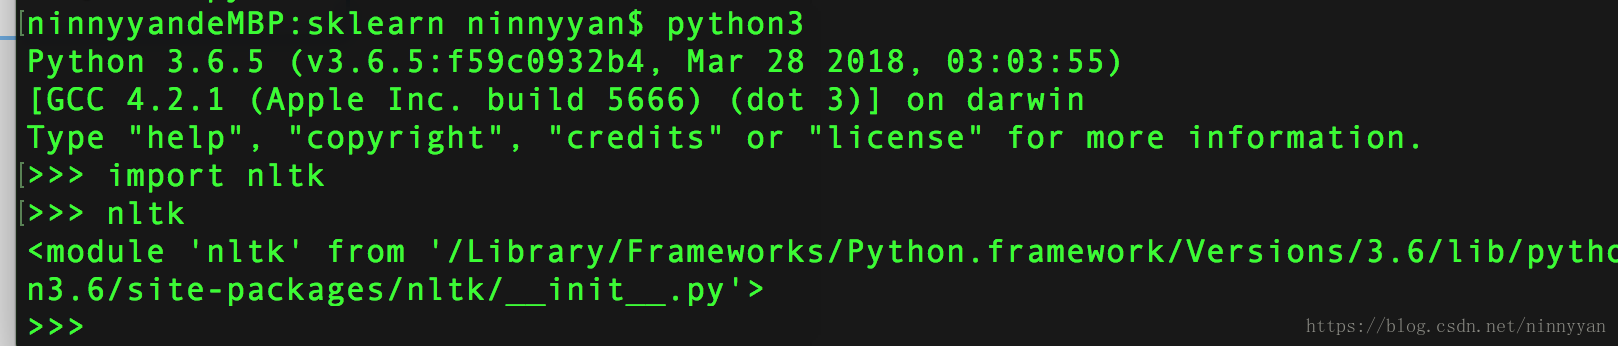 [ninnyyandeMBP:sklearn ninnyyan$ python3
Python 3.6.5 (v3.6.5:f59c0932b4, Mar 28 2018, 03:03:55)
[GCC 4.2.1 (Apple Inc. build 5666) (dot 3)] on darwin
Type "help", "copyright", "credits" or "license" for more information.
[>>> import nltk
[>>> nltk
<module 'nltk' from '/Library/Frameworks/Python.framework/Versions/3.6/lib/pytho
n3.6/site-packages/nltk/__init__.py'>
>>>
https://blog.csdn.net/ninnyyan